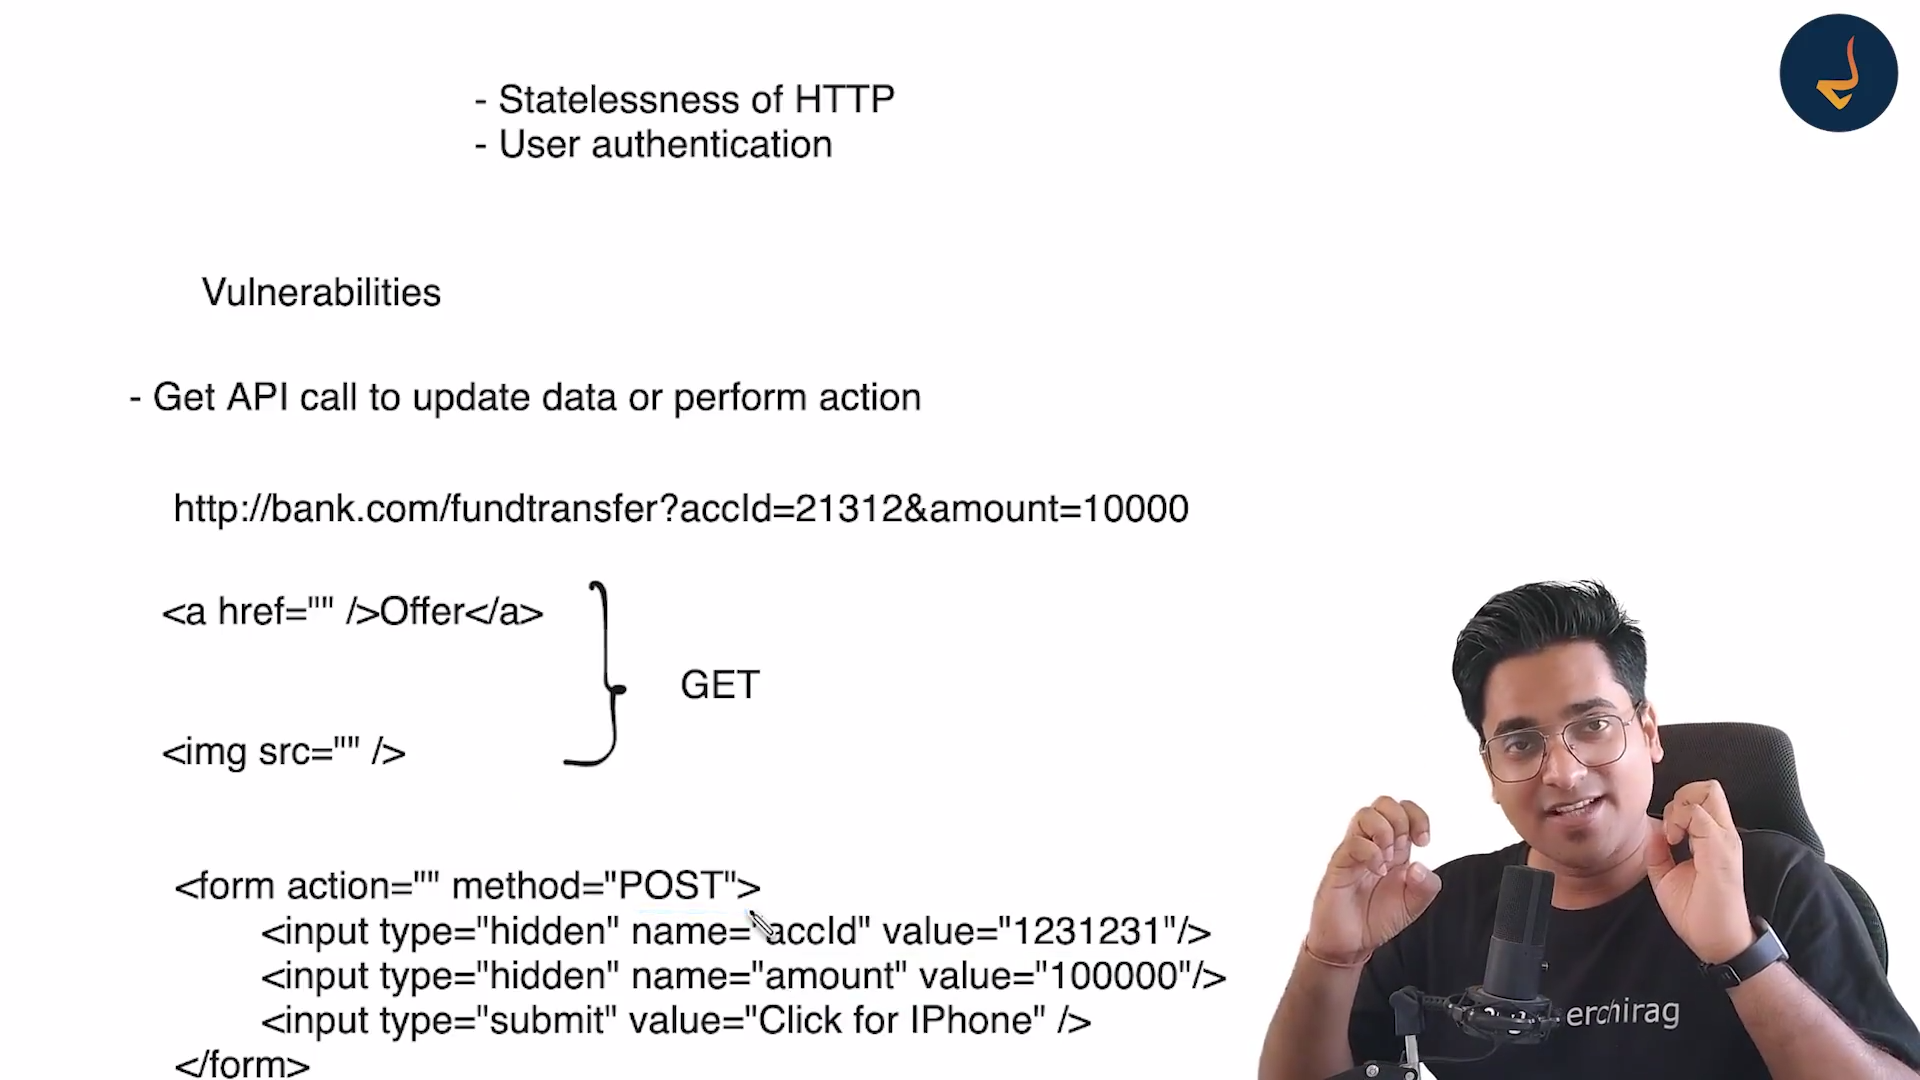 - Statelessness of HTTP
- User authentication
Vulnerabilities
- Get API call to update data or perform action
http://bank.com/fundtransfer?accId=21312&amount=10000
<a href="" />Offer</a>
GET
<img src="" />
<form action="" method="POST">
<input type="hidden" name="accId" value="1231231"/>
<input type="hidden" name="amount" value="100000"/>
<input type="submit" value="Click for IPhone" />
</form>
erchirag